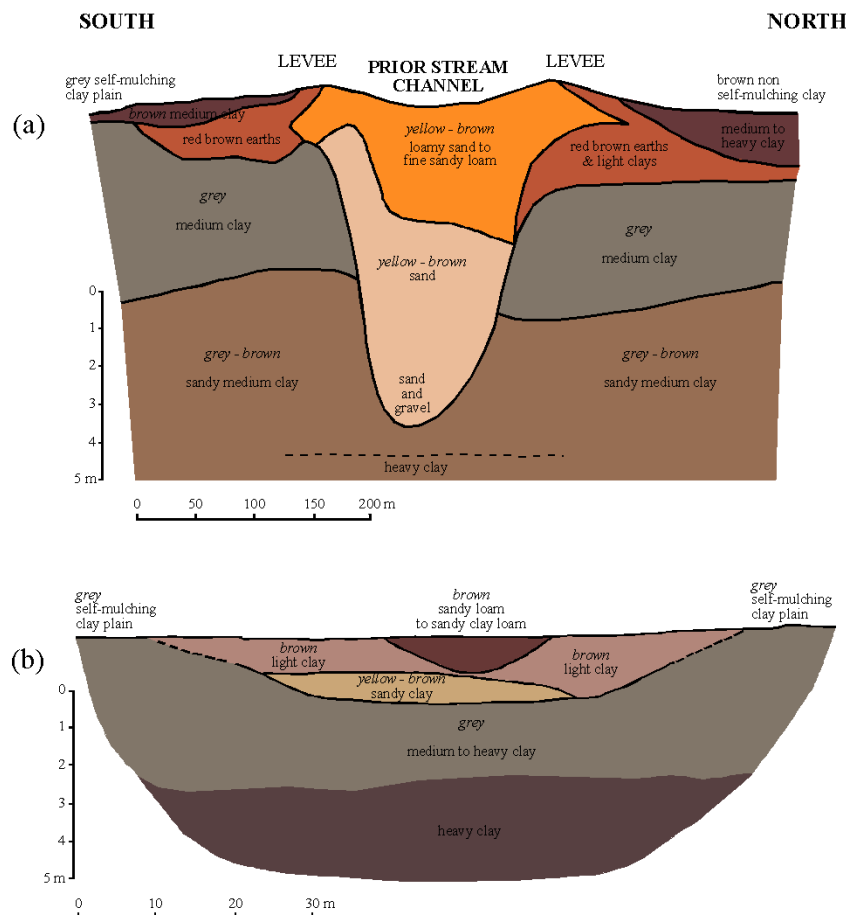 SOUTH
NORTH
LEVEE
PRIOR STREAM
CHANNEL
LEVEE
grey self-mulching
clay plain
brown non
self-mulching clay
(a)
brown medium clay
red brown earths
yellow - brown
loamy sand to
fine sandy loam
red brown earths
& light clays
medium to
heavy clay
grey
medium clay
yellow - brown
sand
grey
medium clay
0
1
2
3
4
5 m
grey - brown
sandy medium clay
sand
and
gravel
grey - brown
sandy medium clay
heavy clay
0 50 100 150 200 m
grey
self-mulching
clay plain
brown
sandy loam
to sandy clay loam
grey
self-mulching
clay plain
(b)
brown
light clay
brown
light clay
yellow - brown
sandy clay
0
1
2
3
4
5 m
grey
medium to heavy clay
heavy clay
0 10 20 30 m